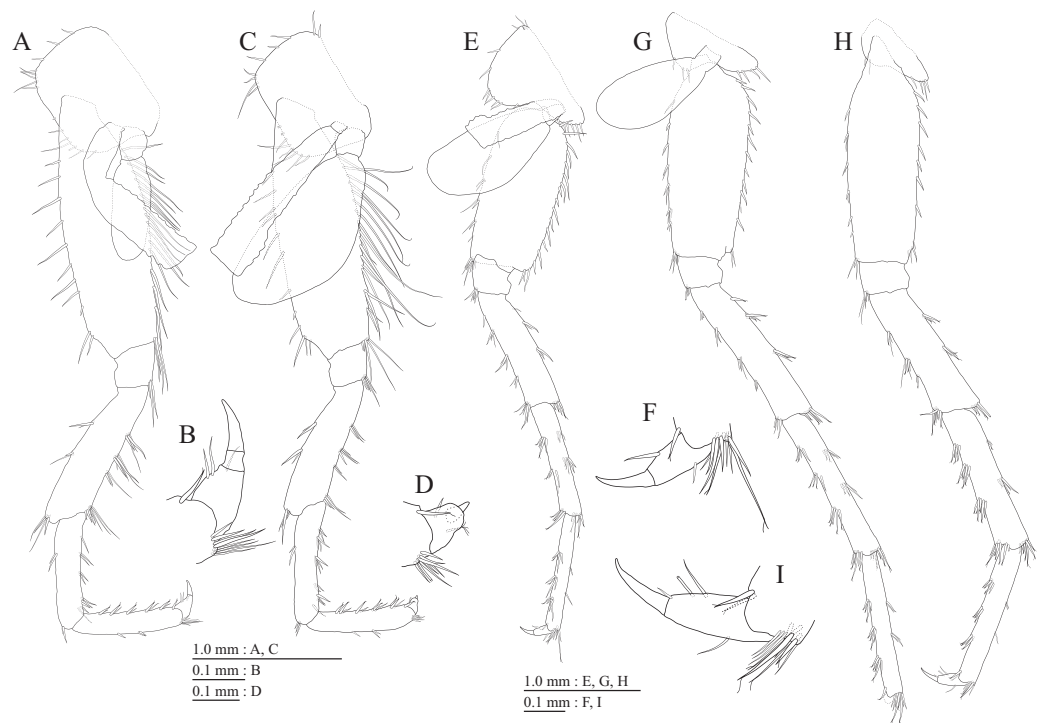 A
C
E
G
H
B
D
F
I
1.0 mm : A, C
0.1 mm : B
0.1 mm : D
1.0 mm : E, G, H
0.1 mm : F, I